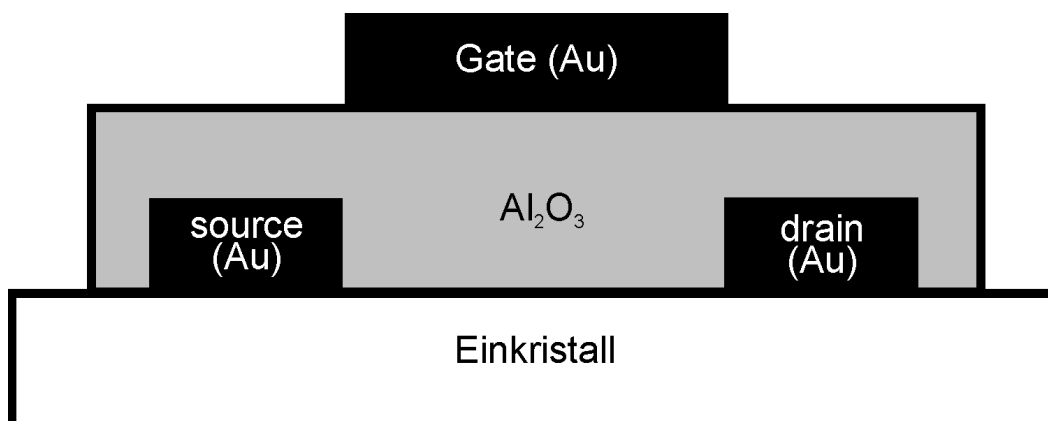 Gate (Au)
Al₂O₃
source
(Au)
drain
(Au)
Einkristall